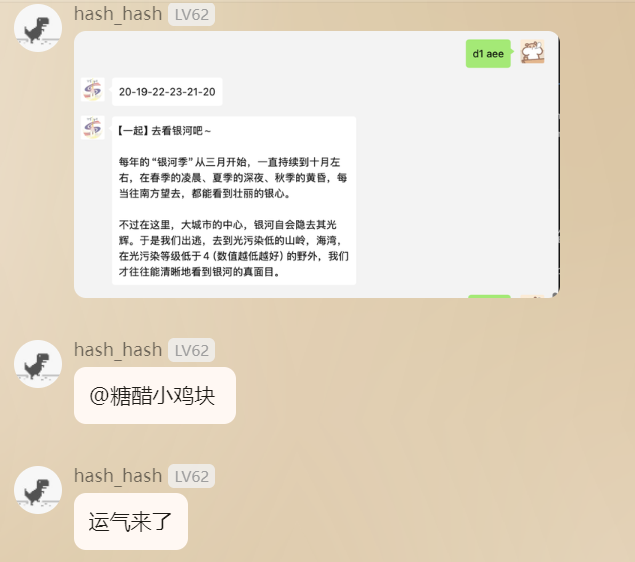 hash_hash LV62
d1 aee
20-19-22-23-21-20
【一起】去看银河吧～
每年的“银河季”从三月开始，一直持续到十月左
右，在春季的凌晨、夏季的深夜、秋季的黄昏，每
当往南方望去，都能看到壮丽的银心。
不过在这里，大城市的中心，银河自会隐去其光
辉。于是我们出逃，去到光污染低的山岭，海湾，
在光污染等级低于4（数值越低越好）的野外，我们
才往往能清晰地看到银河的真面目。
hash_hash LV62
@糖醋小鸡块
hash_hash LV62
运气来了